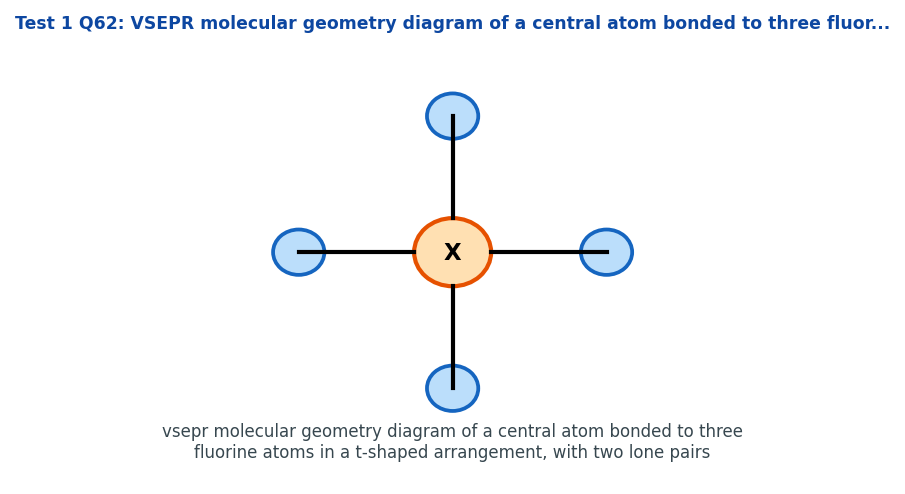 Test 1 Q62: VSEPR molecular geometry diagram of a central atom bonded to three fluor...
X
vsepr molecular geometry diagram of a central atom bonded to three
fluorine atoms in a t-shaped arrangement, with two lone pairs